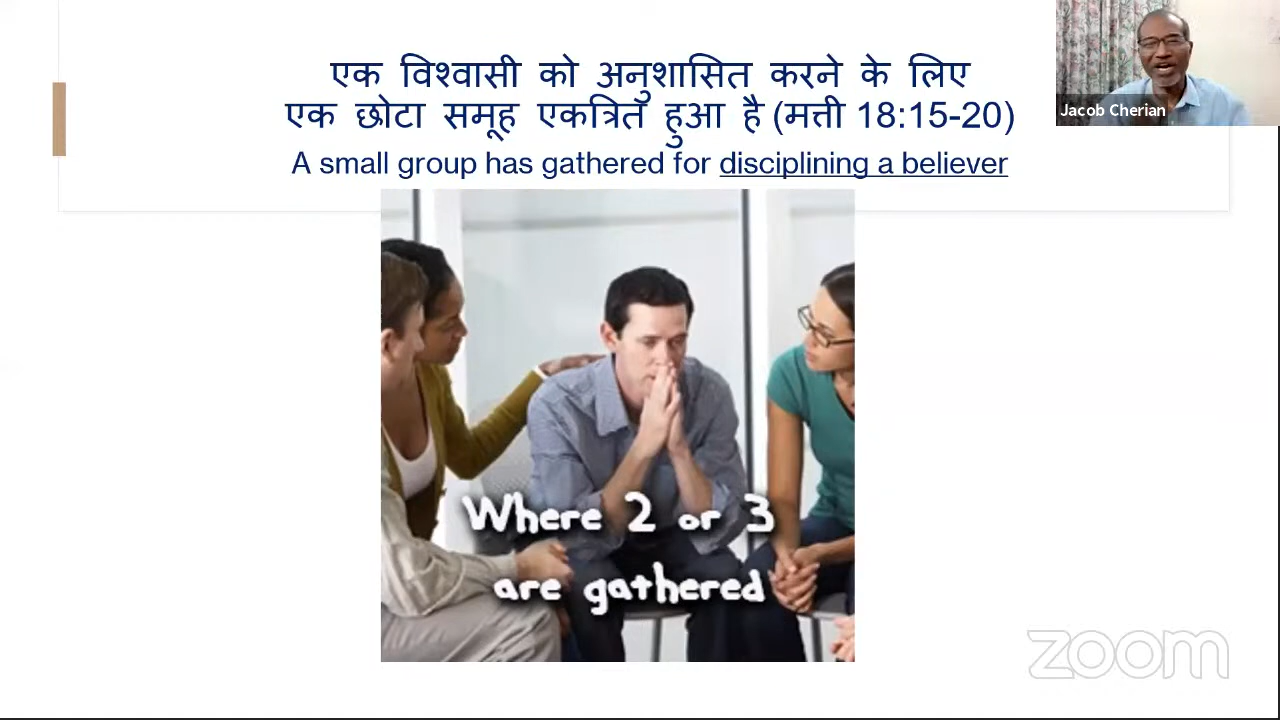 एक विश्वासी को अनुशासित करने के लिए
एक छोटा समूह एकत्रित हुआ है (मत्ती 18:15-20)
A small group has gathered for disciplining a believer
Jacob Cherian
Where 2 or 3
are gathered
zoom